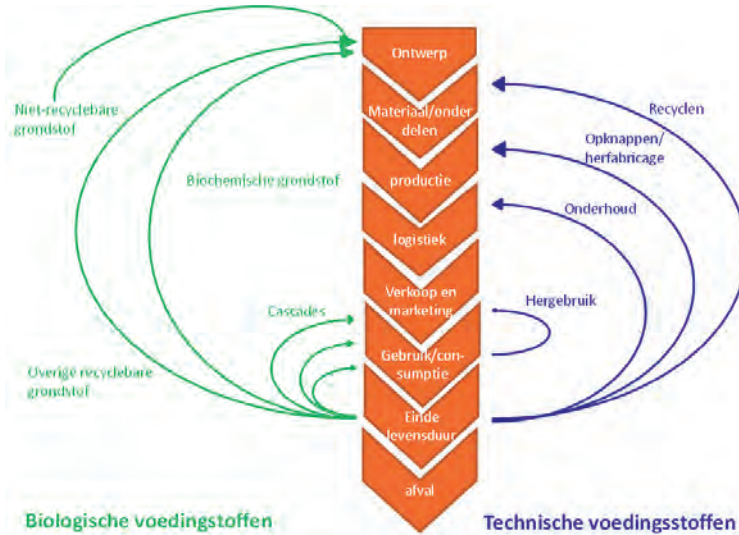 Ontwerp
Niet-recyclebare
grondstof
Materiaal/onder
delen
Recyclen
Opknappen/
herfabricage
Biochemische grondstof
productie
Onderhoud
logistiek
Verkoop en
marketing
Hergebruik
Cascades
Gebruik/con-
sumptie
Overige recyclebare
grondstof
Einde
levensduur
afval
Biologische voedingstoffen
Technische voedingsstoffen